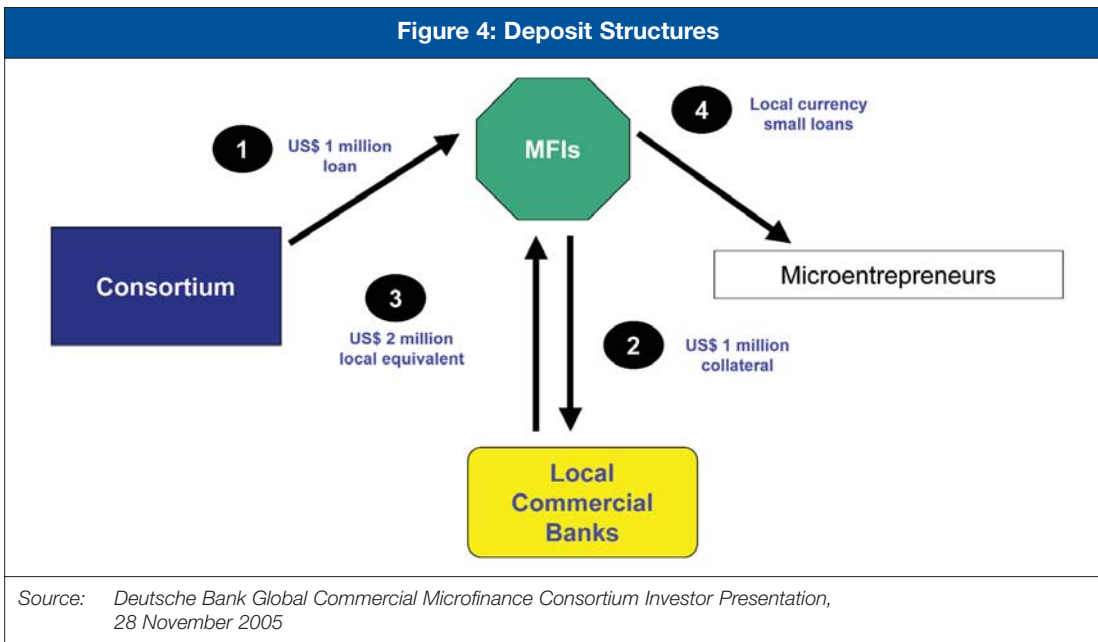 Figure 4: Deposit Structures
1
US$ 1 million
loan
MFIs
4
Local currency
small loans
Consortium
Microentrepreneurs
3
US$ 2 million
local equivalent
2
US$ 1 million
collateral
Local
Commercial
Banks
Source: Deutsche Bank Global Commercial Microfinance Consortium Investor Presentation,
28 November 2005